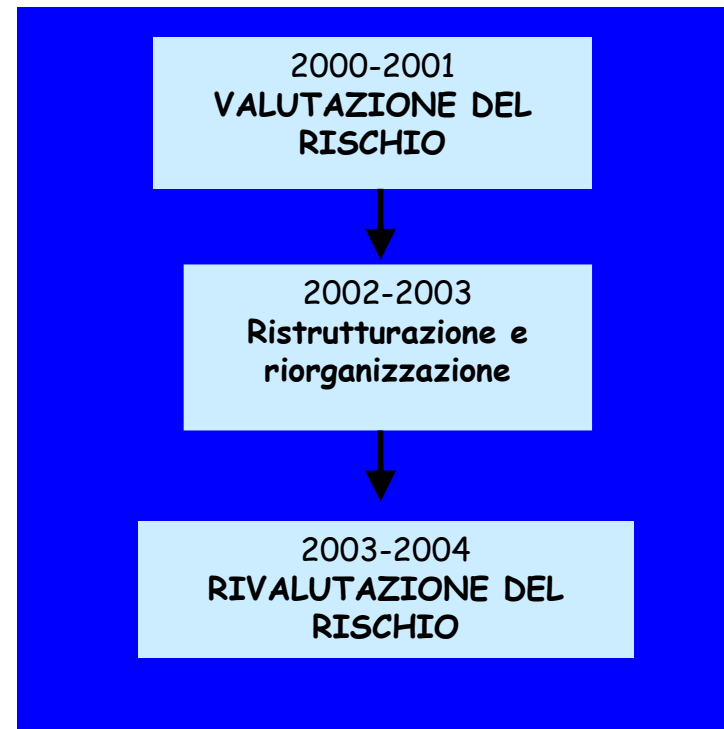 2000-2001
VALUTAZIONE DEL
RISCHIO
2002-2003
Ristrutturazione e
riorganizzazione
2003-2004
RIVALUTAZIONE DEL
RISCHIO